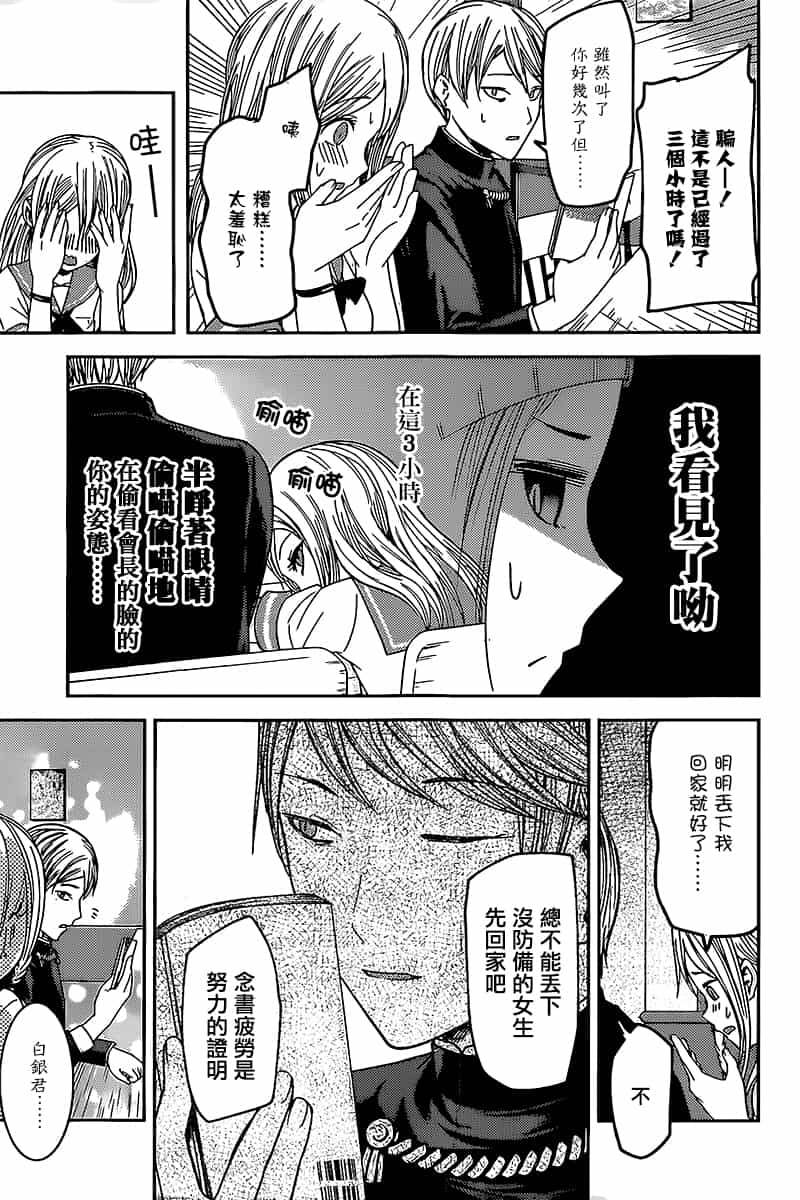 騙人—！
這不是已經過了
三個小時了嗎！
雖然叫了
你好幾次了但……
咦
糟糕……
太羞恥了
哇—
我看見了呦
在這3小時
偷喵
偷喵
半睜著眼睛
偷喵偷喵地
在偷看會長的臉的
你的姿態……
明明丟下我
回家就好了……
不
總不能丟下
沒防備的女生
先回家吧
念書疲勞是
努力的證明
白銀君……